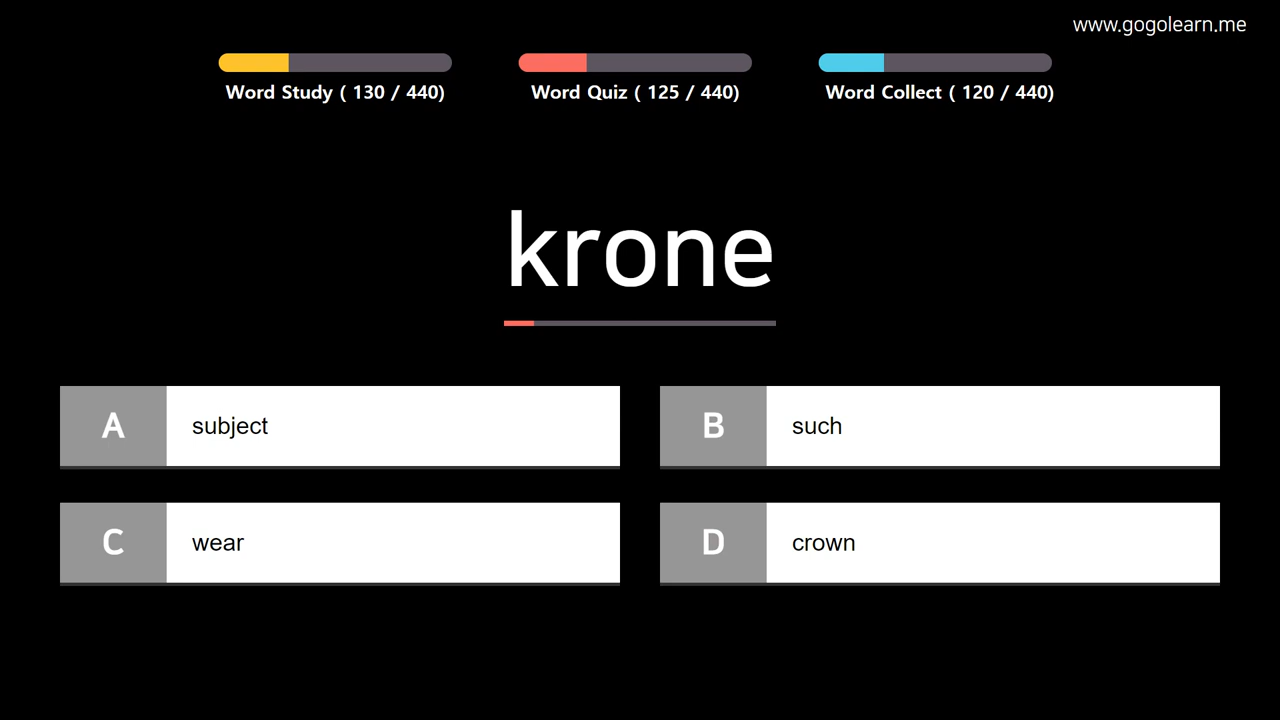 www.gogolearn.me
Word Study ( 130 / 440)
Word Quiz ( 125 / 440)
Word Collect ( 120 / 440)
krone
A subject
B such
C wear
D crown